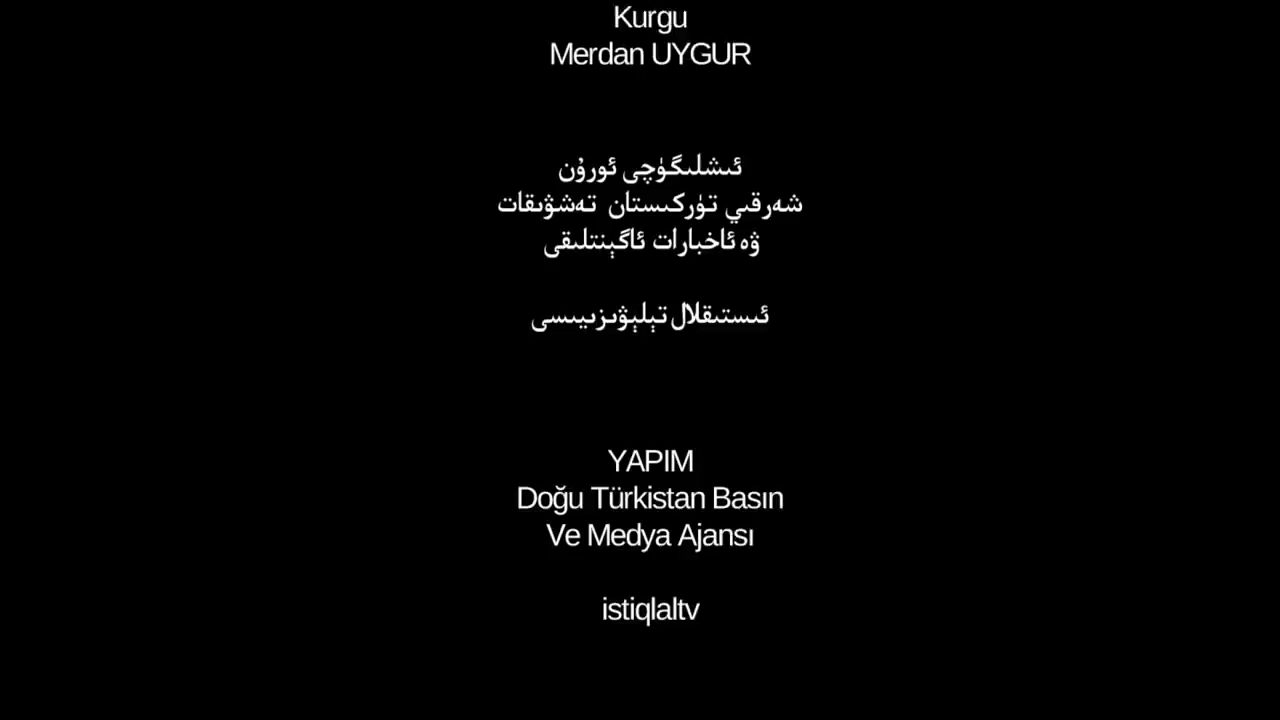 Kurgu
Merdan UYGUR
ئىشلىگۈچى ئورۇن
شەرقىي تۈركىستان تەشۋىقات
ۋە ئاخبارات ئاگېنتلىقى
ئىستىقلال تېلېۋىزىيىسى
YAPIM
Doğu Türkistan Basın
Ve Medya Ajansı
istiqlaltv